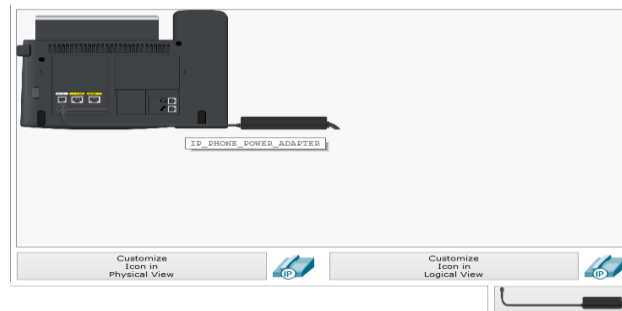 IP_PHONE_POWER_ADAPTER
Customize
Icon in
Physical View
IP
Customize
Icon in
Logical View
IP